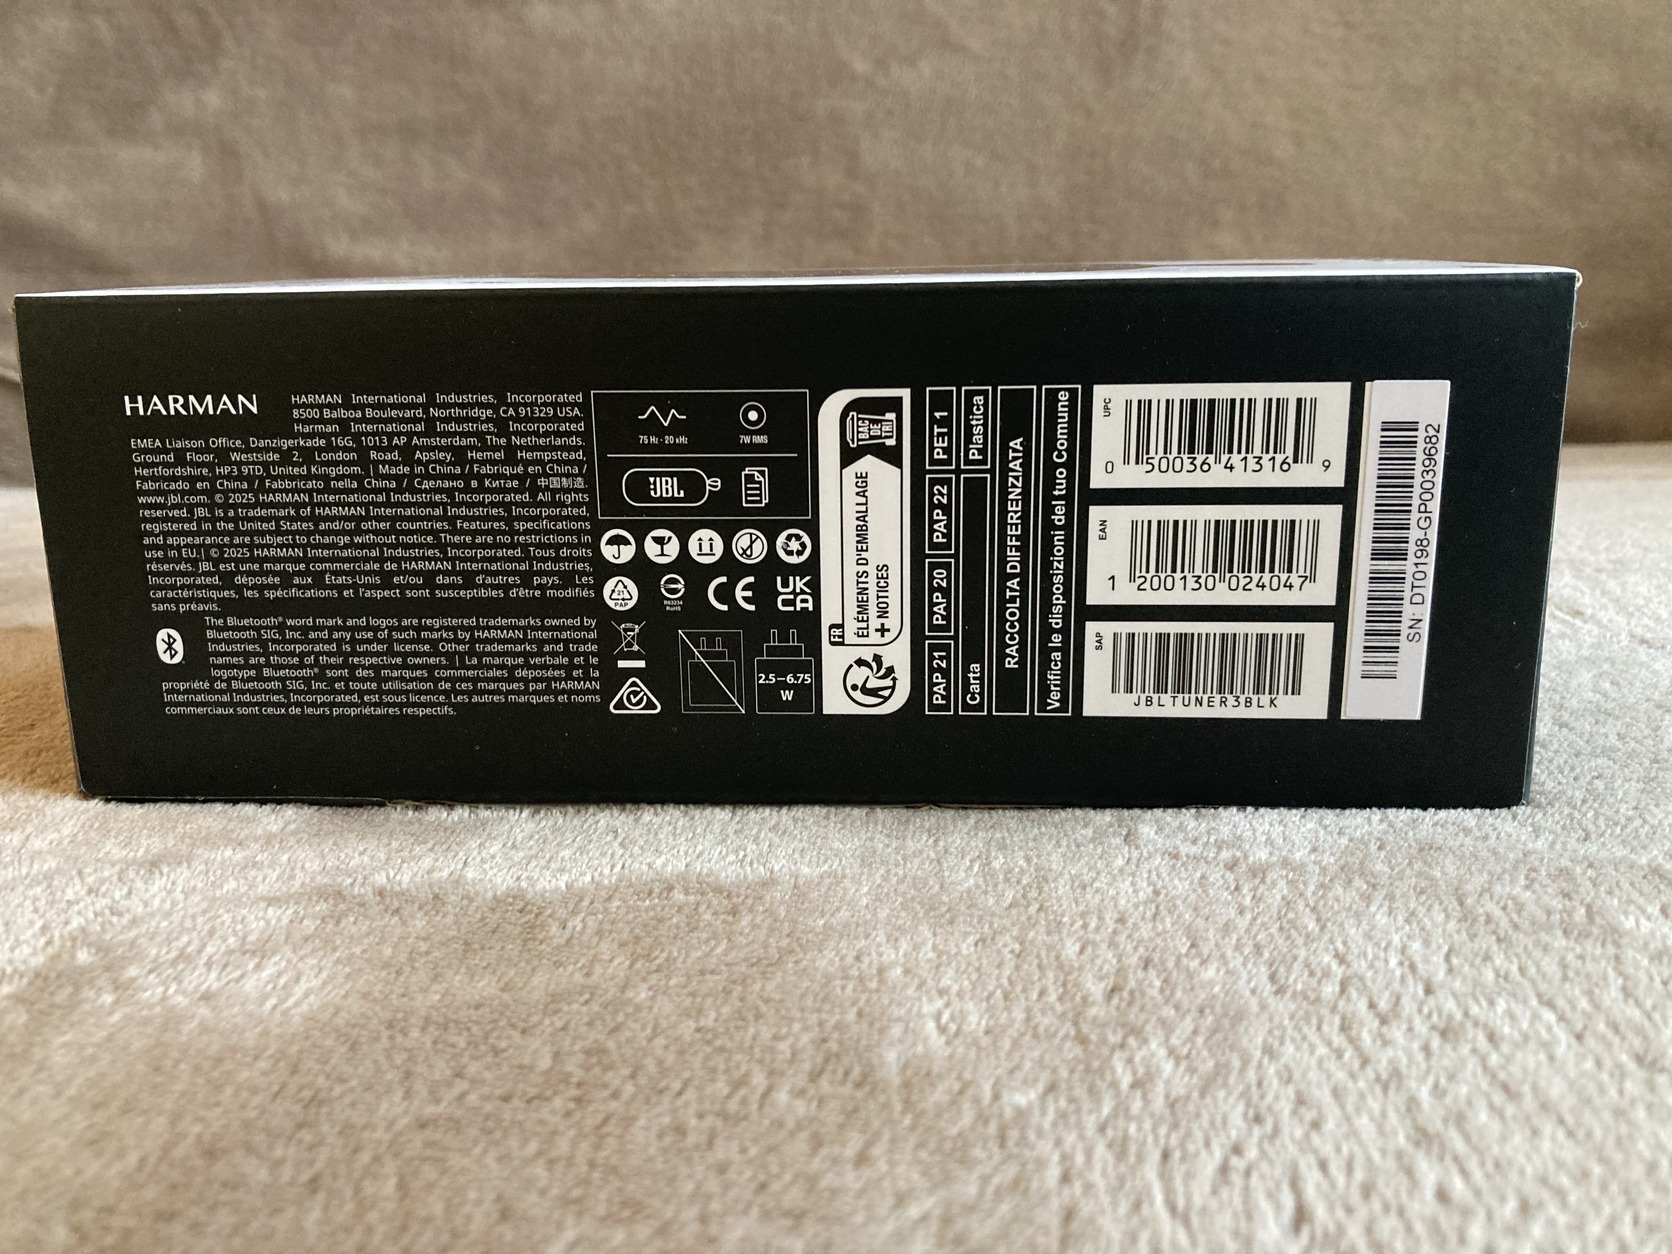 HARMAN
HARMAN International Industries, Incorporated
8500 Balboa Boulevard, Northridge, CA 91329 USA.
Harman International Industries, Incorporated
EMEA Liaison Office, Danzigerkade 16G, 1013 AP Amsterdam, The Netherlands.
Ground Floor, Westside 2, London Road, Apsley, Hemel Hempstead,
Hertfordshire, HP3 9TD, United Kingdom. | Made in China / Fabriqué en China /
Fabricado en China / Fabbricato nella China / Сделано в Китае / 中国制造.
www.jbl.com. © 2025 HARMAN International Industries, Incorporated. All rights
reserved. JBL is a trademark of HARMAN International Industries, Incorporated,
registered in the United States and/or other countries. Features, specifications
and appearance are subject to change without notice. There are no restrictions in
use in EU.| © 2025 HARMAN International Industries, Incorporated. Tous droits
réservés. JBL est une marque commerciale de HARMAN International Industries,
Incorporated, déposée aux États-Unis et/ou dans d'autres pays. Les
caractéristiques, les spécifications et l'aspect sont susceptibles d'être modifiés
sans préavis.
The Bluetooth® word mark and logos are registered trademarks owned by
Bluetooth SIG, Inc. and any use of such marks by HARMAN International
Industries, Incorporated is under license. Other trademarks and trade
names are those of their respective owners. | La marque verbale et le
logotype Bluetooth® sont des marques commerciales déposées et la
propriété de Bluetooth SIG, Inc. et toute utilisation de ces marques par HARMAN
International Industries, Incorporated, est sous licence. Les autres marques et noms
commerciaux sont ceux de leurs propriétaires respectifs.
75 Hz - 20 kHz
7W RMS
JBL
21
PAP
R63234
RoHS
CE
UK
CA
2.5–6.75
W
FR
ÉLÉMENTS D'EMBALLAGE
+ NOTICES
BAC
DE
TRI
PAP 21
PAP 20
PAP 22
PET 1
Carta
Plastica
RACCOLTA DIFFERENZIATA
Verifica le disposizioni del tuo Comune
UPC
0 50036 41316 9
EAN
1 200130 024047
SAP
JBLTUNER3BLK
SN: DT0198-GP0039682